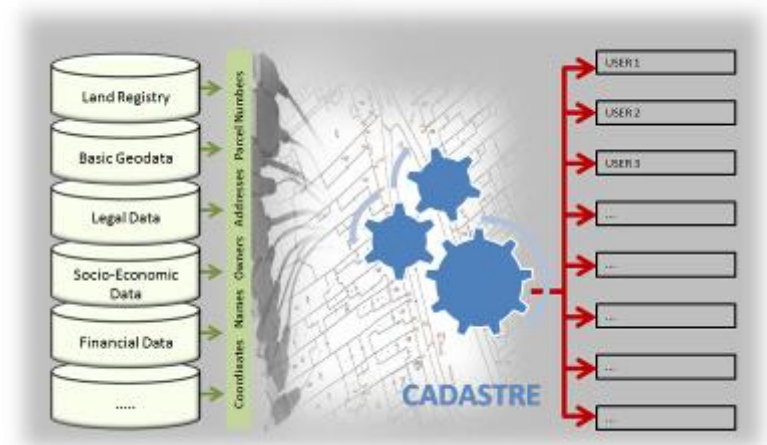 Land Registry
Basic Geodata
Legal Data
Socio-Economic
Data
Financial Data
.....
Coordinates Names Owners Addresses Parcel Numbers
CADASTRE
USER 1
USER 2
USER 3
....
....
....
....
....